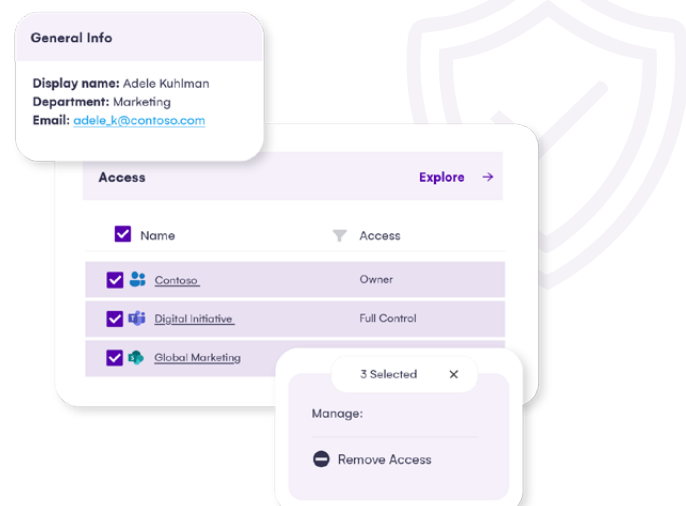 General Info
Display name: Adele Kuhlman
Department: Marketing
Email: adele_k@contoso.com
Access
Explore →
Name
Access
Contoso
Owner
Digital Initiative
Full Control
Global Marketing
3 Selected ×
Manage:
Remove Access